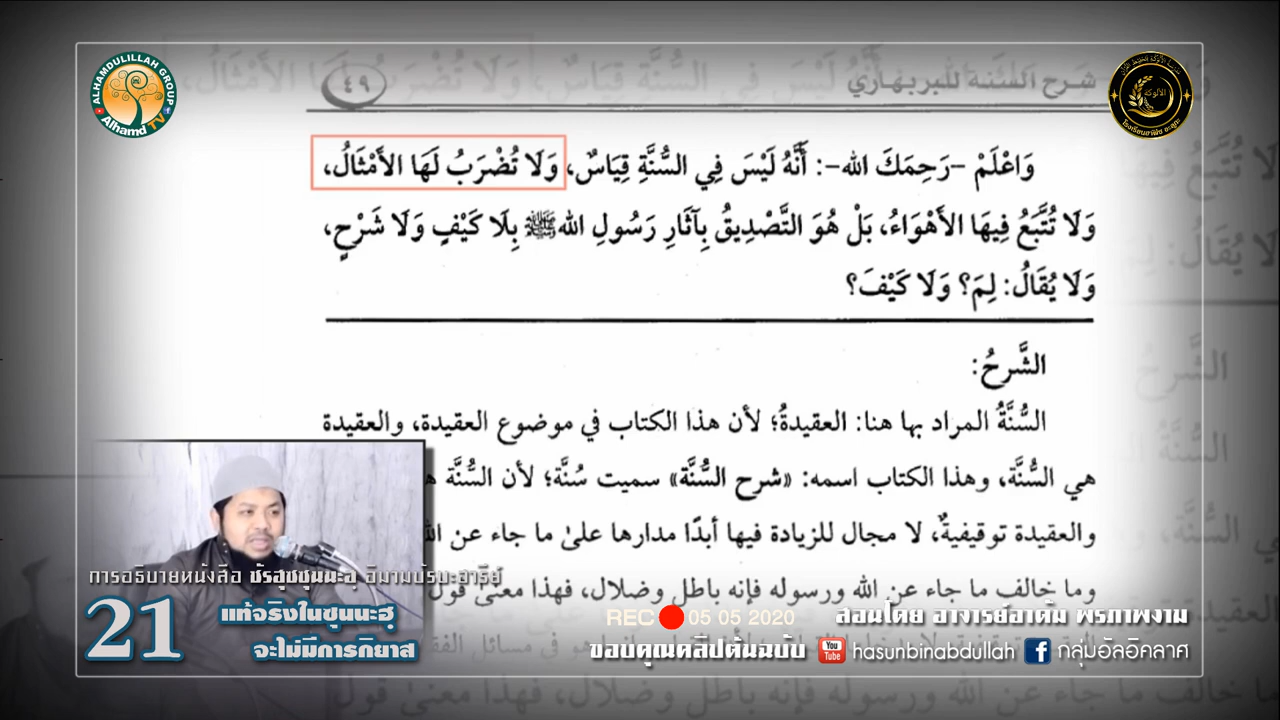 ALHAMDULILLAH GROUP
Alhamd TV
الألوكة
شرح السنة للبربهاري
٤٩
وَاعْلَمْ -رَحِمَكَ الله-: أَنَّهُ لَيْسَ فِي السُّنَّةِ قِيَاسٌ، وَلَا تُضْرَبُ لَهَا الأَمْثَالُ،
وَلَا تُتَّبَعُ فِيهَا الأَهْوَاءُ، بَلْ هُوَ التَّصْدِيقُ بِآثَارِ رَسُولِ اللهِ ﷺ بِلَا كَيْفٍ وَلَا شَرْحٍ،
وَلَا يُقَالُ: لِمَ؟ وَلَا كَيْفَ؟
الشَّرحُ:
السُّنَّةُ المراد بها هنا: العقيدةُ؛ لأن هذا الكتاب في موضوع العقيدة، والعقيدة
هي السُّنة، وهذا الكتاب اسمه: «شرح السُّنَّة» سميت سُنَّة؛ لأن السُّنَّة
والعقيدة توقيفيةٌ، لا مجال للزيادة فيها أبدًا مدارها علىٰ ما جاء عن
وما خالف ما جاء عن الله ورسوله فإنه باطل وضلال، فهذا معنىٰ قول
การอธิบายหนังสือ ชัรฮุซซุนนะฮฺ อิมามบัรบะฮารีย์
21
แท้จริงในซุนนะฮฺ
จะไม่มีการกิยาส
REC 05 05 2020
สอนโดย อาจารย์อาดัม พรภาพงาม
ขอบคุณคลิปต้นฉบับ You Tube hasunbinabdullah f กลุ่มอัลอิคลาศ